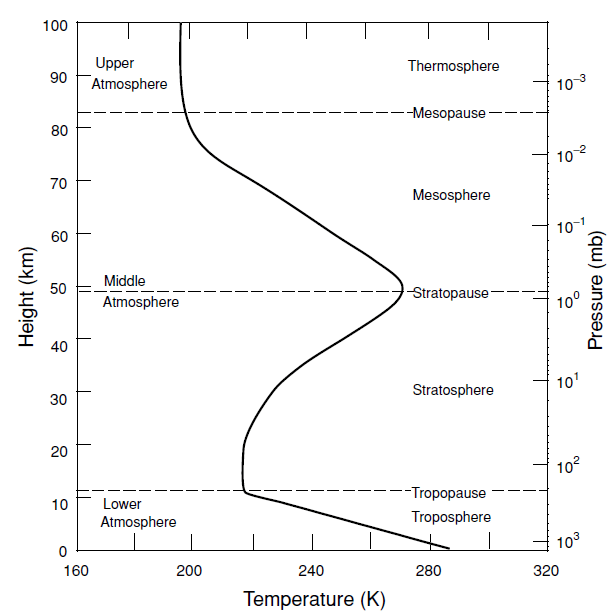 100
90
80
70
60
50
40
30
20
10
0
Height (km)
Upper
Atmosphere
Thermosphere
Mesopause
Mesosphere
Middle
Atmosphere
Stratopause
Stratosphere
Tropopause
Lower
Atmosphere
Troposphere
10⁻³
10⁻²
10⁻¹
10⁰
10¹
10²
10³
Pressure (mb)
160
200
240
280
320
Temperature (K)